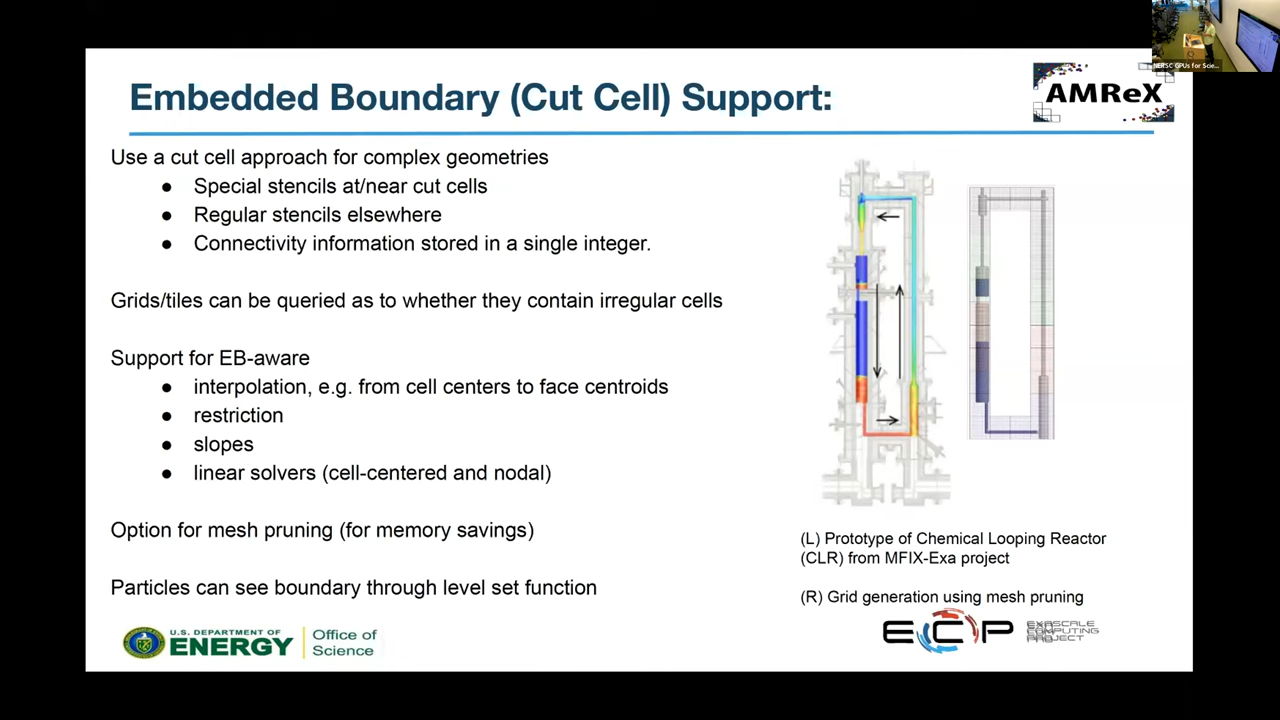 NERSC GPUs for Scie...
Embedded Boundary (Cut Cell) Support:
AMReX
Use a cut cell approach for complex geometries
● Special stencils at/near cut cells
● Regular stencils elsewhere
● Connectivity information stored in a single integer.
Grids/tiles can be queried as to whether they contain irregular cells
Support for EB-aware
● interpolation, e.g. from cell centers to face centroids
● restriction
● slopes
● linear solvers (cell-centered and nodal)
Option for mesh pruning (for memory savings)
Particles can see boundary through level set function
(L) Prototype of Chemical Looping Reactor
(CLR) from MFIX-Exa project
(R) Grid generation using mesh pruning
U.S. DEPARTMENT OF
ENERGY
Office of
Science
ECP
EXASCALE
COMPUTING
PROJECT